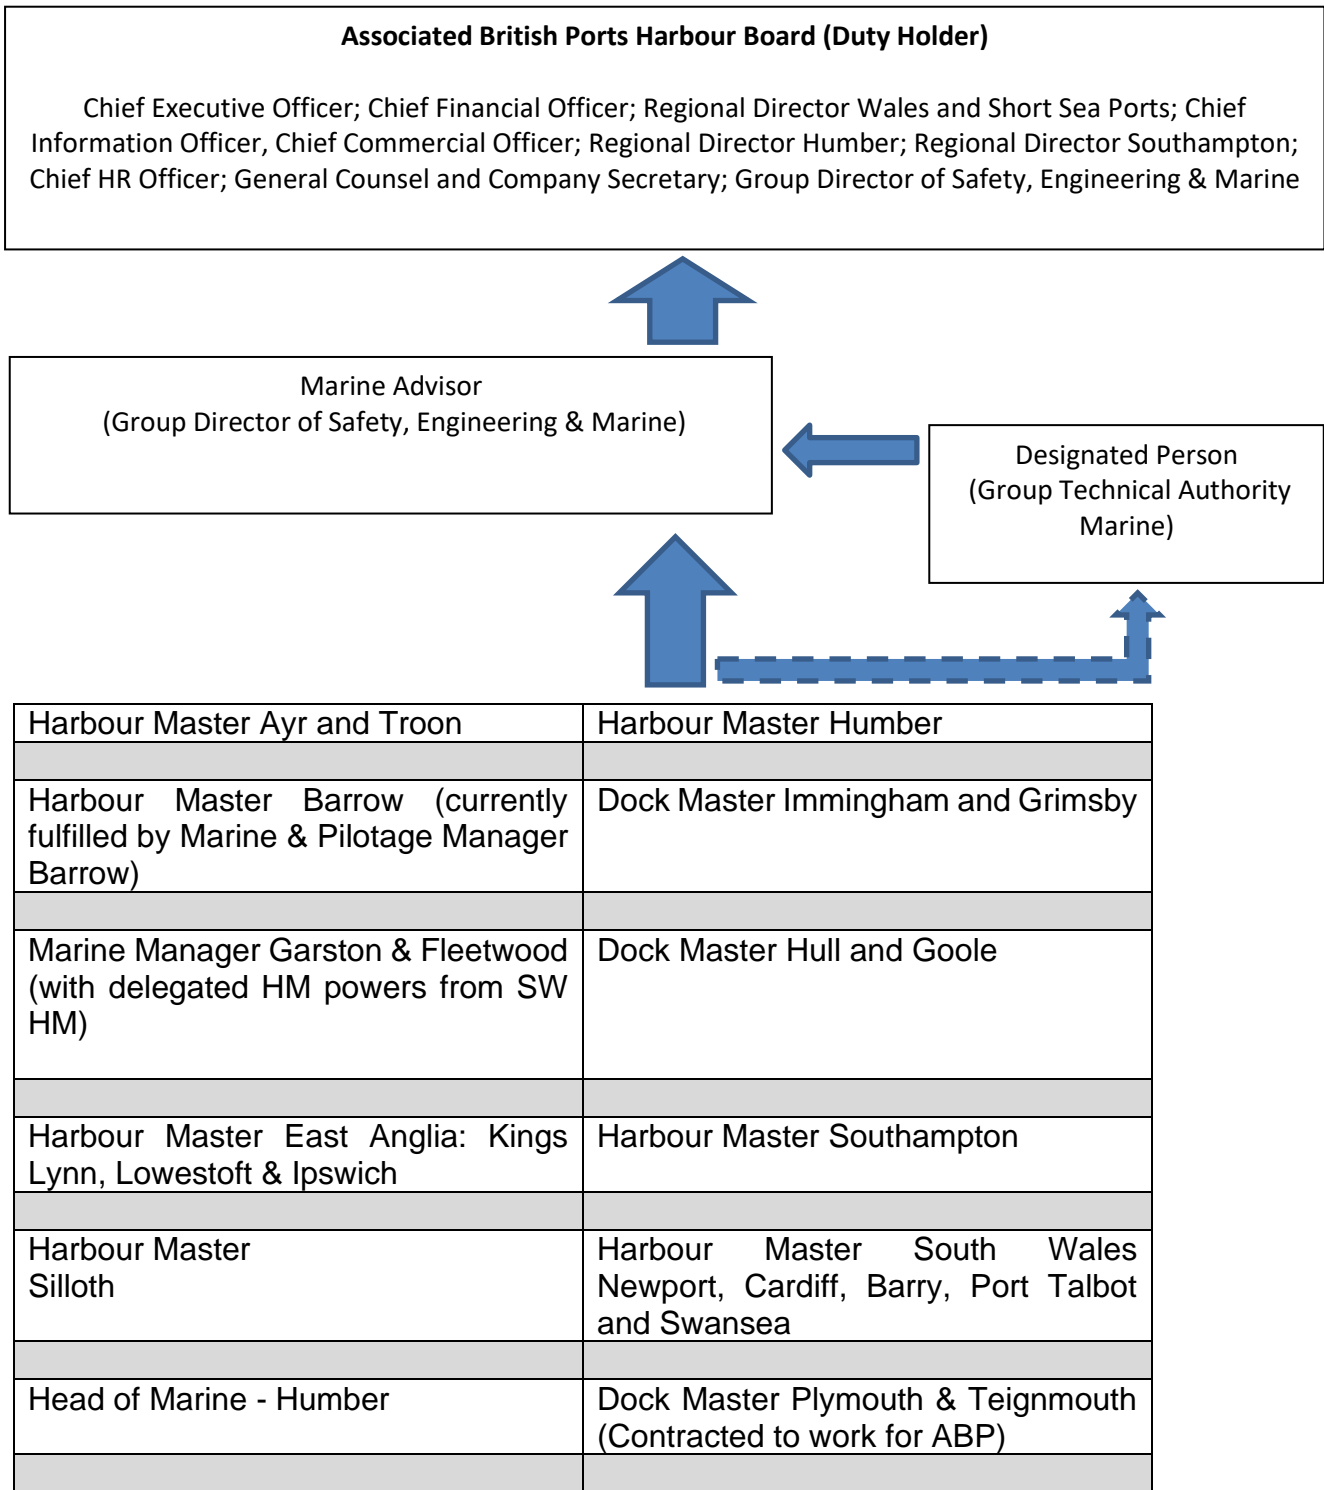 Associated British Ports Harbour Board (Duty Holder)
Chief Executive Officer; Chief Financial Officer; Regional Director Wales and Short Sea Ports; Chief
Information Officer, Chief Commercial Officer; Regional Director Humber; Regional Director Southampton;
Chief HR Officer; General Counsel and Company Secretary; Group Director of Safety, Engineering & Marine
Marine Advisor
(Group Director of Safety, Engineering & Marine)
Designated Person
(Group Technical Authority
Marine)
Harbour Master Ayr and Troon
Harbour Master Humber
Harbour Master Barrow (currently
fulfilled by Marine & Pilotage Manager
Barrow)
Dock Master Immingham and Grimsby
Marine Manager Garston & Fleetwood
(with delegated HM powers from SW
HM)
Dock Master Hull and Goole
Harbour Master East Anglia: Kings
Lynn, Lowestoft & Ipswich
Harbour Master Southampton
Harbour Master
Silloth
Harbour Master South Wales
Newport, Cardiff, Barry, Port Talbot
and Swansea
Head of Marine - Humber
Dock Master Plymouth & Teignmouth
(Contracted to work for ABP)